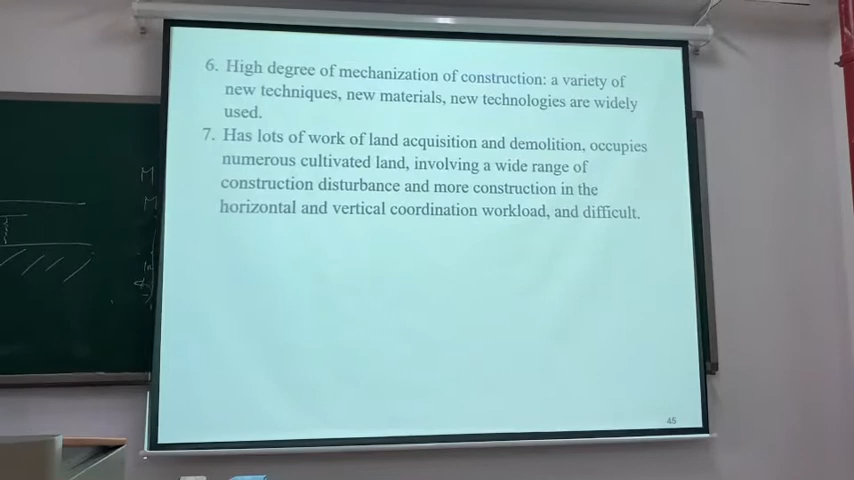 6. High degree of mechanization of construction: a variety of
new techniques, new materials, new technologies are widely
used.
7. Has lots of work of land acquisition and demolition, occupies
numerous cultivated land, involving a wide range of
construction disturbance and more construction in the
horizontal and vertical coordination workload, and difficult.
45
M
M